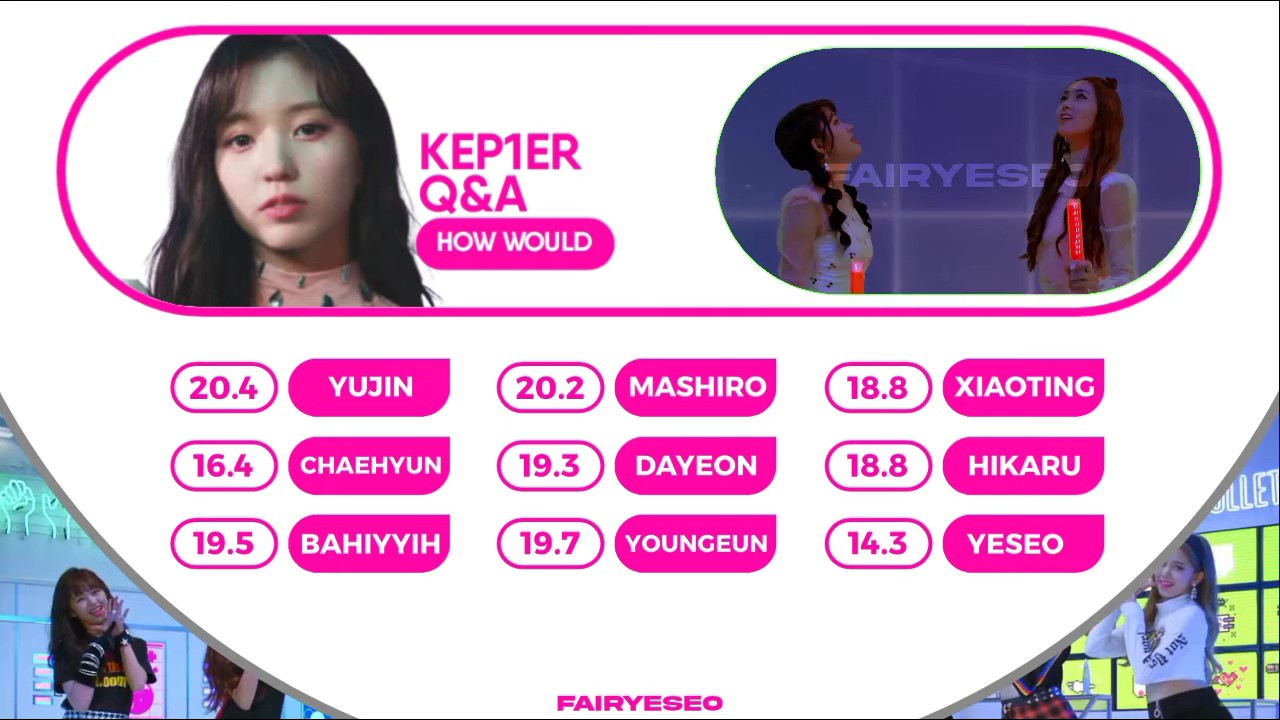 KEP1ER
Q&A
HOW WOULD
FAIRYESEO
20.4 YUJIN 20.2 MASHIRO 18.8 XIAOTING
16.4 CHAEHYUN 19.3 DAYEON 18.8 HIKARU
19.5 BAHIYYIH 19.7 YOUNGEUN 14.3 YESEO
FAIRYESEO